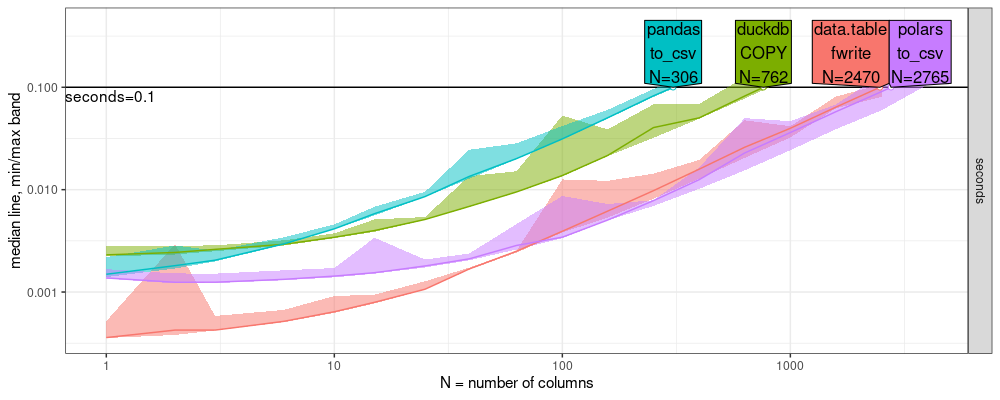 pandas
to_csv
N=306
duckdb
COPY
N=762
data.table
fwrite
N=2470
polars
to_csv
N=2765
seconds=0.1
0.100
0.010
0.001
median line, min/max band
1
10
100
1000
N = number of columns
seconds